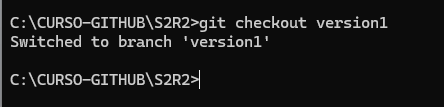 C:\CURSO-GITHUB\S2R2>git checkout version1
Switched to branch 'version1'
C:\CURSO-GITHUB\S2R2>